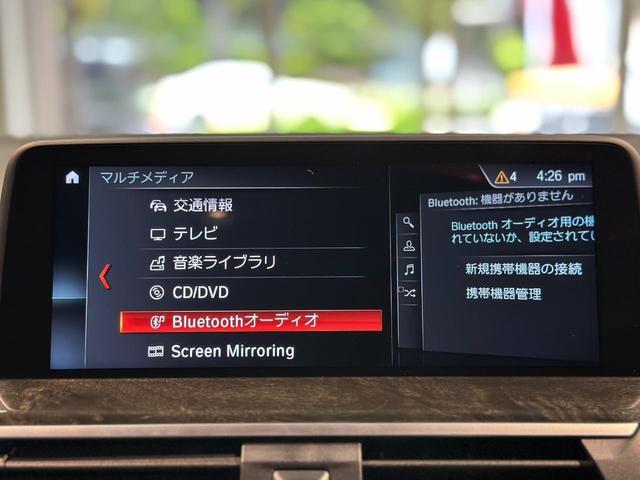 マルチメディア
4
4:26 pm
交通情報
テレビ
音楽ライブラリ
CD/DVD
Bluetoothオーディオ
Screen Mirroring
Bluetooth: 機器がありません
Bluetooth オーディオ用の機
れていないか、設定されてい
新規携帯機器の接続
携帯機器管理